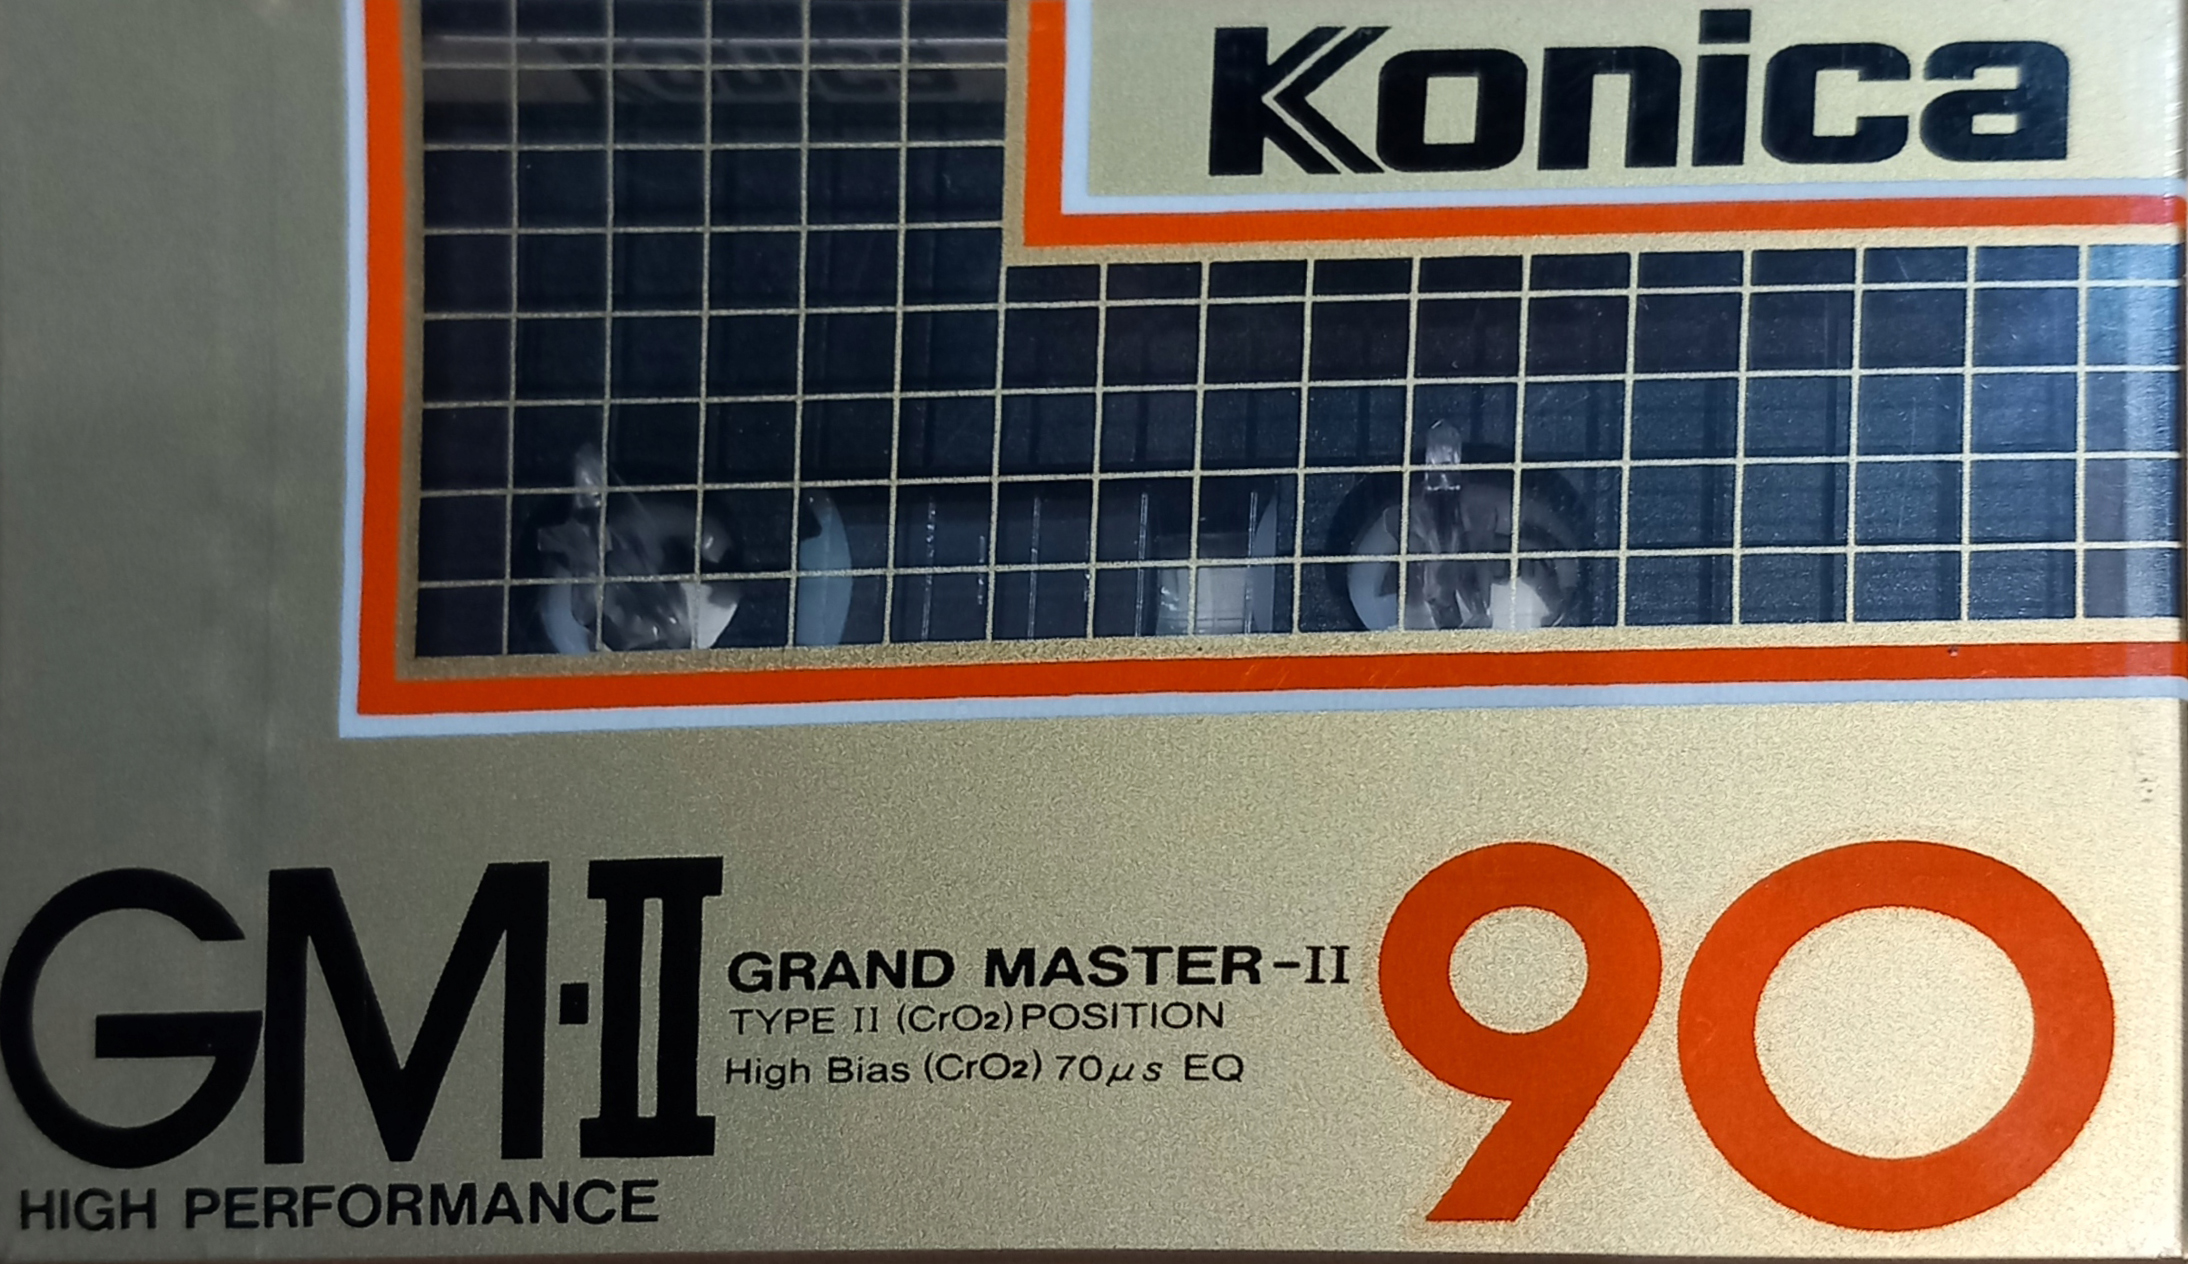 Konica
GM·II
GRAND MASTER-II
TYPE II (CrO2) POSITION
High Bias (CrO2) 70μs EQ
90
HIGH PERFORMANCE